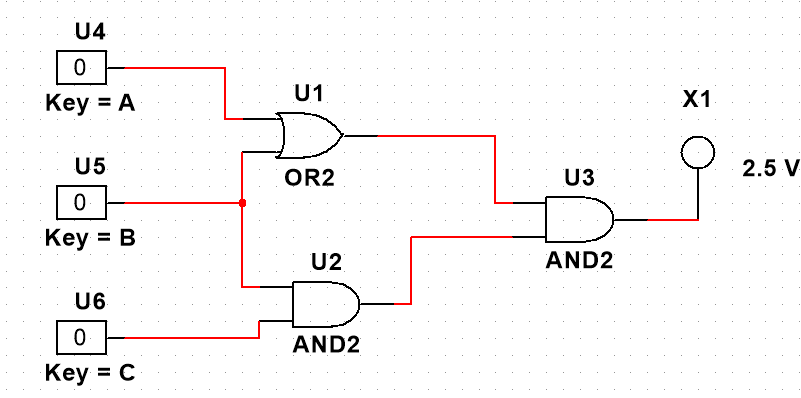 U4
0
Key = A
U1
OR2
X1
2.5 V
U5
0
Key = B
U3
AND2
U2
AND2
U6
0
Key = C